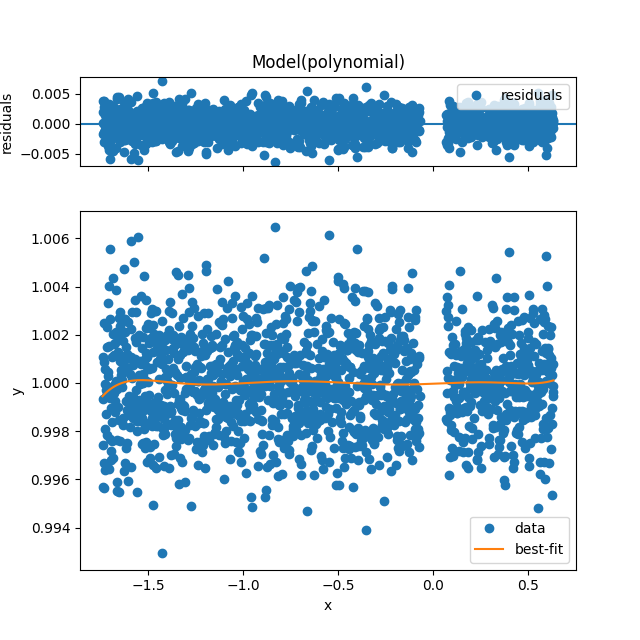 Model(polynomial)
residuals
0.005
0.000
−0.005
residuals
y
1.006
1.004
1.002
1.000
0.998
0.996
0.994
data
best-fit
−1.5 −1.0 −0.5 0.0 0.5
x